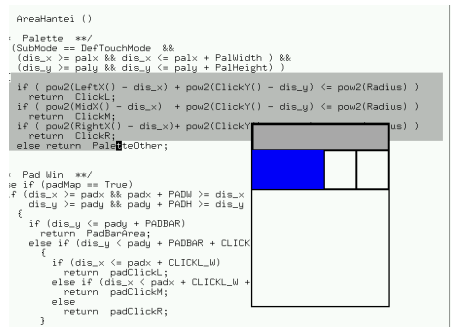 AreaHantei ()
Palette **/
(SubMode == DefTouchMode &&
(dis_x >= palx && dis_x <= palx + PalWidth ) &&
(dis_y >= paly && dis_y <= paly + PalHeight) )
if ( pow2(LeftX() - dis_x) + pow2(ClickY() - dis_y) <= pow2(Radius) )
return ClickL;
if ( pow2(MidX() - dis_x) + pow2(ClickY() - dis_y) <= pow2(Radius) )
return ClickM;
if ( pow2(RightX() - dis_x)+ pow2(ClickY us) )
return ClickR;
else return PaletteOther;
Pad Win **/
se if (padMap == True)
if (dis_x >= padx && padx + PADW >= dis_x
dis_y >= pady && pady + PADH >= dis_y
{
if (dis_y <= pady + PADBAR)
return PadBarArea;
else if (dis_y < pady + PADBAR + CLICK
{
if (dis_x <= padx + CLICKL_W)
return padClickL;
else if (dis_x < padx + CLICKL_W +
return padClickM;
else
return padClickR;
}